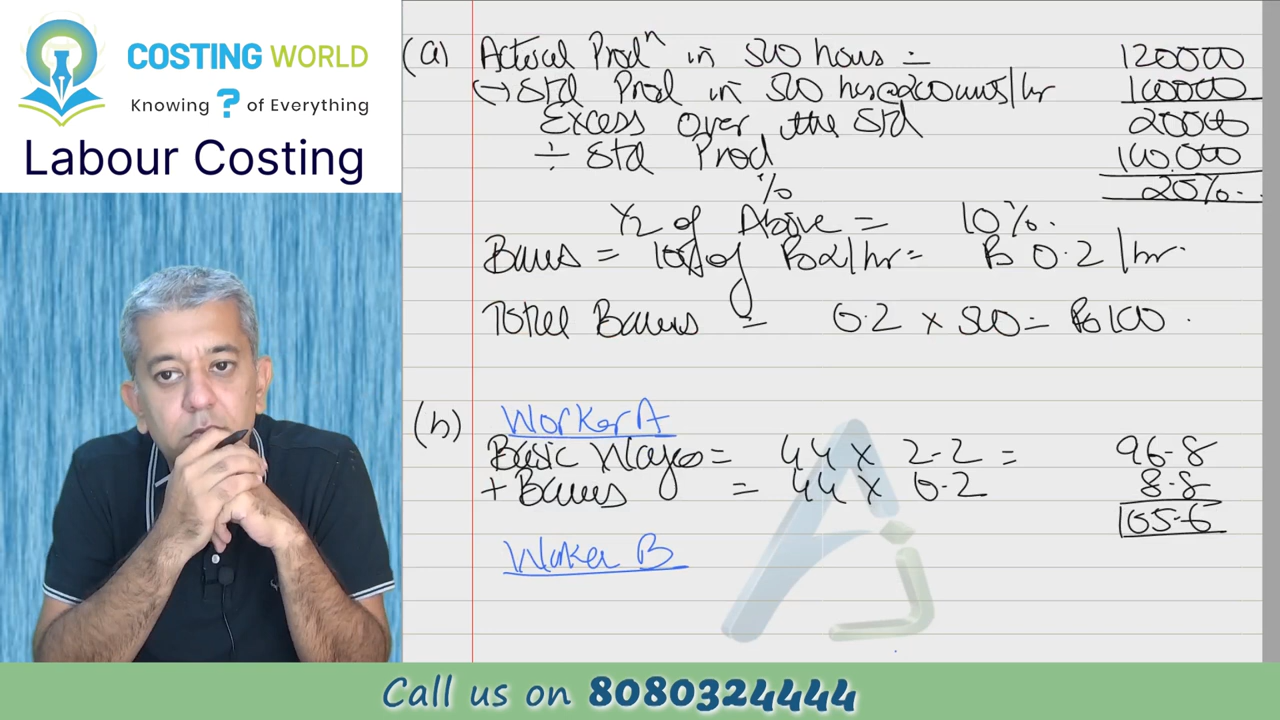 COSTING WORLD
Knowing ? of Everything
Labour Costing
(a) Actual Prodn in 500 hours = 120000
(-) Std Prod in 500 hrs@200units/hr 100000
Excess over the Std 20000
÷ Std Prod 100,000
% 20%.
1/2 of Above = 10%.
Bonus = 10% of Rs2/hr = Rs 0.2/hr.
Total Bonus = 0.2 × 500 = Rs100.
(b) Worker A
Basic Wages = 44 × 2.2 = 96.8
+ Bonus = 44 × 0.2 8.8
105.6
Worker B
Call us on 8080324444